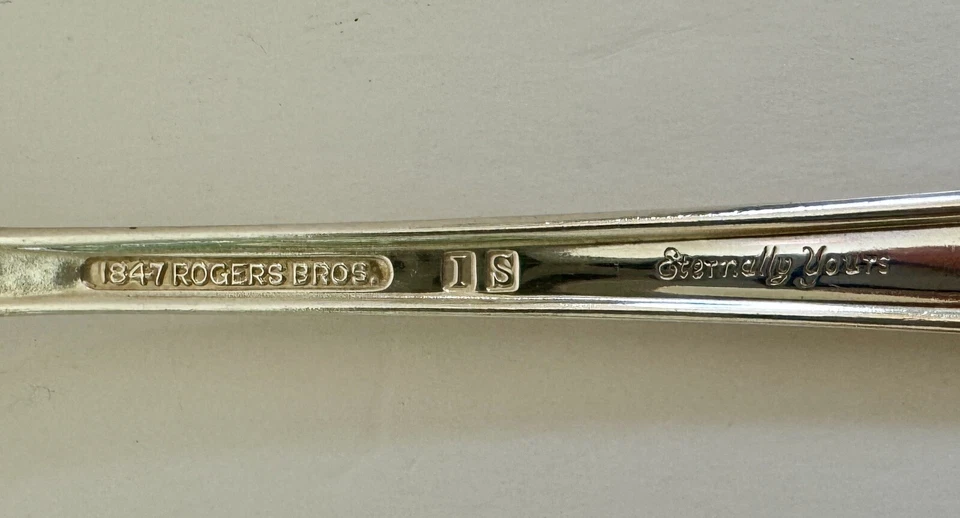 1847 ROGERS BROS. I S Eternally Yours